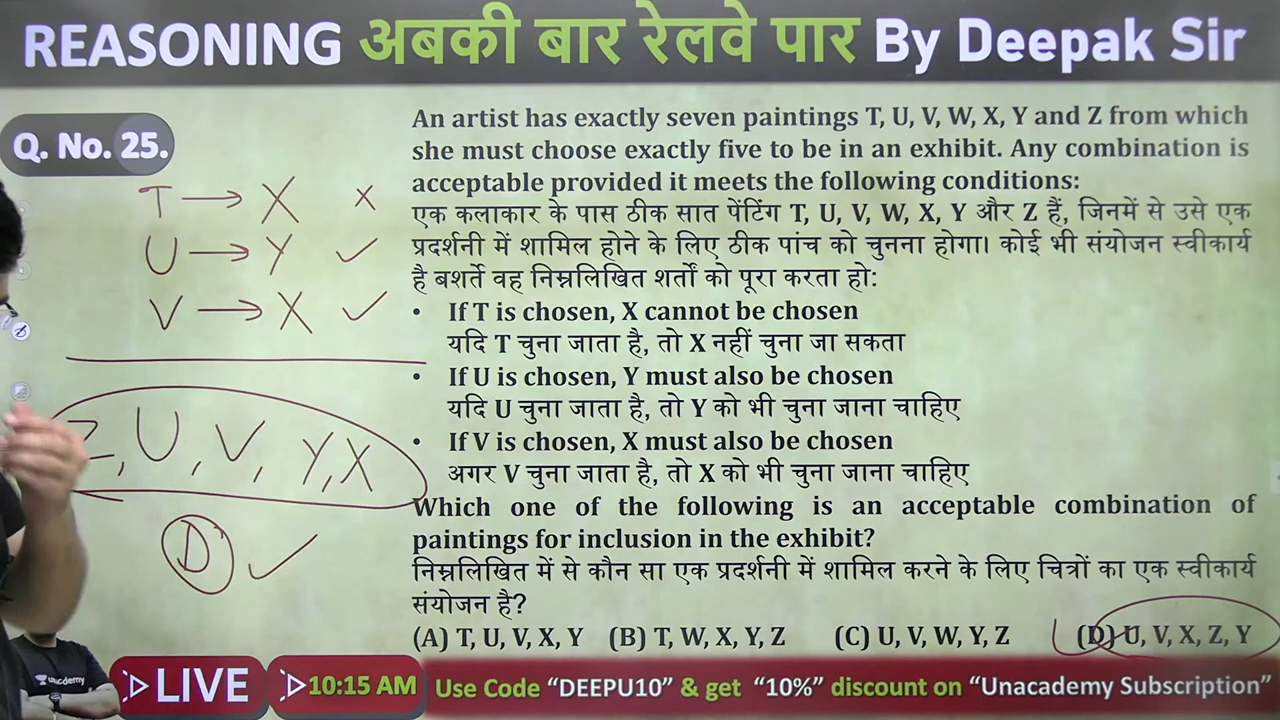 REASONING अबकी बार रेलवे पार By Deepak Sir
Q. No. 25.
An artist has exactly seven paintings T, U, V, W, X, Y and Z from which
she must choose exactly five to be in an exhibit. Any combination is
acceptable provided it meets the following conditions:
एक कलाकार के पास ठीक सात पेंटिंग T, U, V, W, X, Y और Z हैं, जिनमें से उसे एक
प्रदर्शनी में शामिल होने के लिए ठीक पांच को चुनना होगा। कोई भी संयोजन स्वीकार्य
है बशर्ते वह निम्नलिखित शर्तों को पूरा करता हो:
• If T is chosen, X cannot be chosen
यदि T चुना जाता है, तो X नहीं चुना जा सकता
• If U is chosen, Y must also be chosen
यदि U चुना जाता है, तो Y को भी चुना जाना चाहिए
• If V is chosen, X must also be chosen
अगर V चुना जाता है, तो X को भी चुना जाना चाहिए
Which one of the following is an acceptable combination of
paintings for inclusion in the exhibit?
निम्नलिखित में से कौन सा एक प्रदर्शनी में शामिल करने के लिए चित्रों का एक स्वीकार्य
संयोजन है?
(A) T, U, V, X, Y (B) T, W, X, Y, Z (C) U, V, W, Y, Z (D) U, V, X, Z, Y
T → X ×
U → Y ✓
V → X ✓
Z, U, V, Y, X
D ✓
unacademy
LIVE
10:15 AM
Use Code “DEEPU10” & get “10%” discount on “Unacademy Subscription”